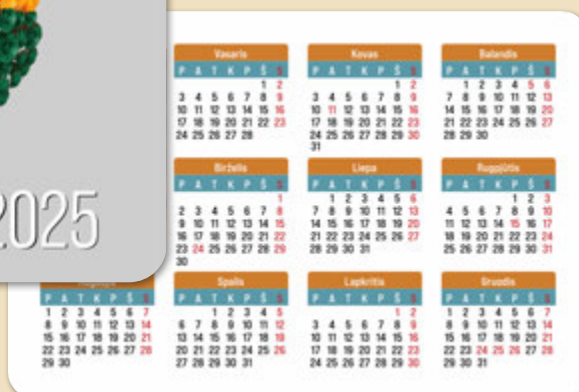 2025
Vasaris
P A T K P Š S
1 2
3 4 5 6 7 8 9
10 11 12 13 14 15 16
17 18 19 20 21 22 23
24 25 26 27 28
Kovas
P A T K P Š S
1 2
3 4 5 6 7 8 9
10 11 12 13 14 15 16
17 18 19 20 21 22 23
24 25 26 27 28 29 30
31
Balandis
P A T K P Š S
1 2 3 4 5 6
7 8 9 10 11 12 13
14 15 16 17 18 19 20
21 22 23 24 25 26 27
28 29 30
Birželis
P A T K P Š S
1
2 3 4 5 6 7 8
9 10 11 12 13 14 15
16 17 18 19 20 21 22
23 24 25 26 27 28 29
30
Liepa
P A T K P Š S
1 2 3 4 5 6
7 8 9 10 11 12 13
14 15 16 17 18 19 20
21 22 23 24 25 26 27
28 29 30 31
Rugpjūtis
P A T K P Š S
1 2 3
4 5 6 7 8 9 10
11 12 13 14 15 16 17
18 19 20 21 22 23 24
25 26 27 28 29 30 31
P A T K P Š S
1 2 3 4 5 6 7
8 9 10 11 12 13 14
15 16 17 18 19 20 21
22 23 24 25 26 27 28
29 30
Spalis
P A T K P Š S
1 2 3 4 5
6 7 8 9 10 11 12
13 14 15 16 17 18 19
20 21 22 23 24 25 26
27 28 29 30 31
Lapkritis
P A T K P Š S
1 2
3 4 5 6 7 8 9
10 11 12 13 14 15 16
17 18 19 20 21 22 23
24 25 26 27 28 29 30
Gruodis
P A T K P Š S
1 2 3 4 5 6 7
8 9 10 11 12 13 14
15 16 17 18 19 20 21
22 23 24 25 26 27 28
29 30 31